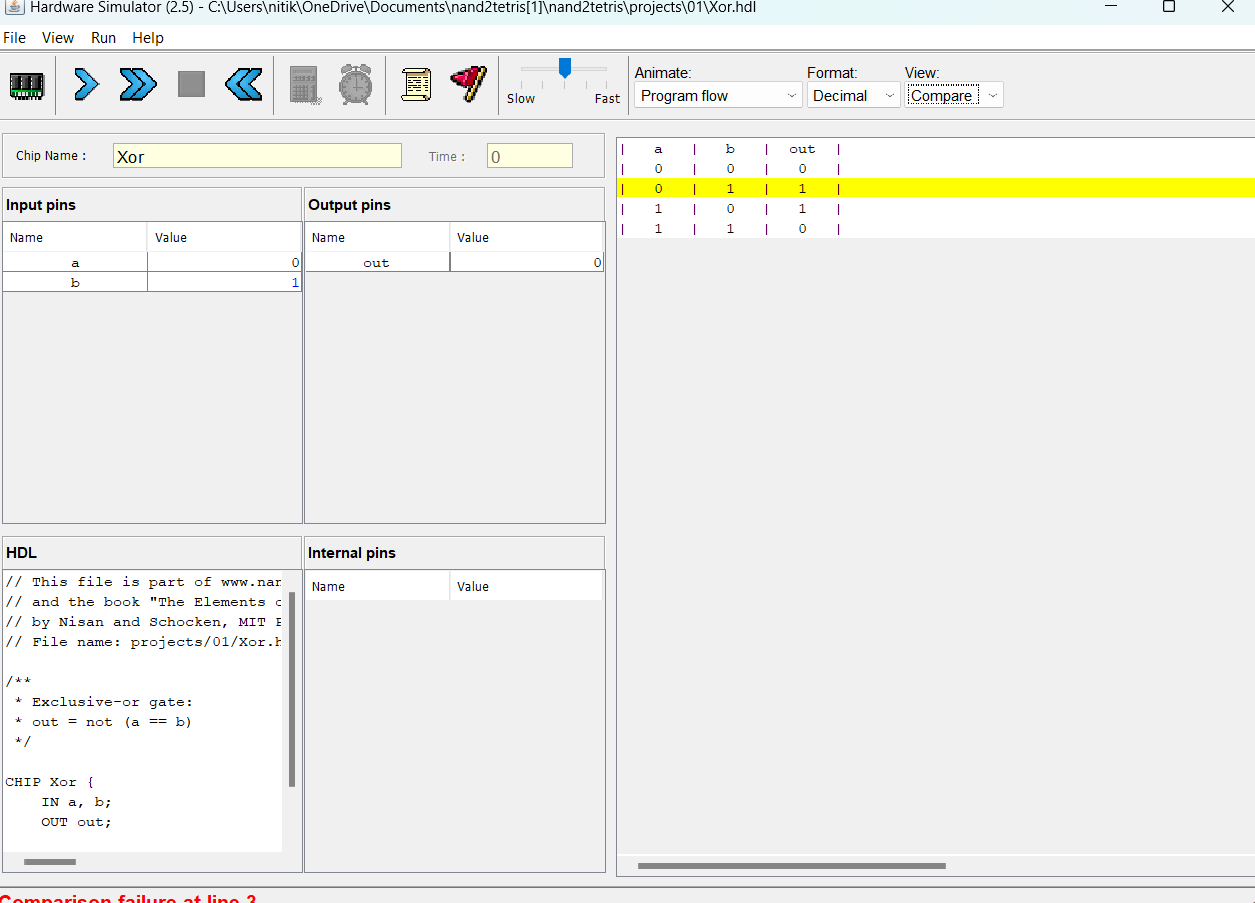 Hardware Simulator (2.5) - C:\Users\nitik\OneDrive\Documents\nand2tetris[1]\nand2tetris\projects\01\Xor.hdl
File View Run Help
Slow Fast
Animate: Format: View:
Program flow Decimal Compare
Chip Name : Xor Time : 0
Input pins
Name Value
a 0
b 1
Output pins
Name Value
out 0
| a | b | out |
| 0 | 0 | 0 |
| 0 | 1 | 1 |
| 1 | 0 | 1 |
| 1 | 1 | 0 |
HDL
// This file is part of www.nan
// and the book "The Elements o
// by Nisan and Schocken, MIT P
// File name: projects/01/Xor.h
/**
* Exclusive-or gate:
* out = not (a == b)
*/
CHIP Xor {
IN a, b;
OUT out;
Internal pins
Name Value
Comparison failure at line 3